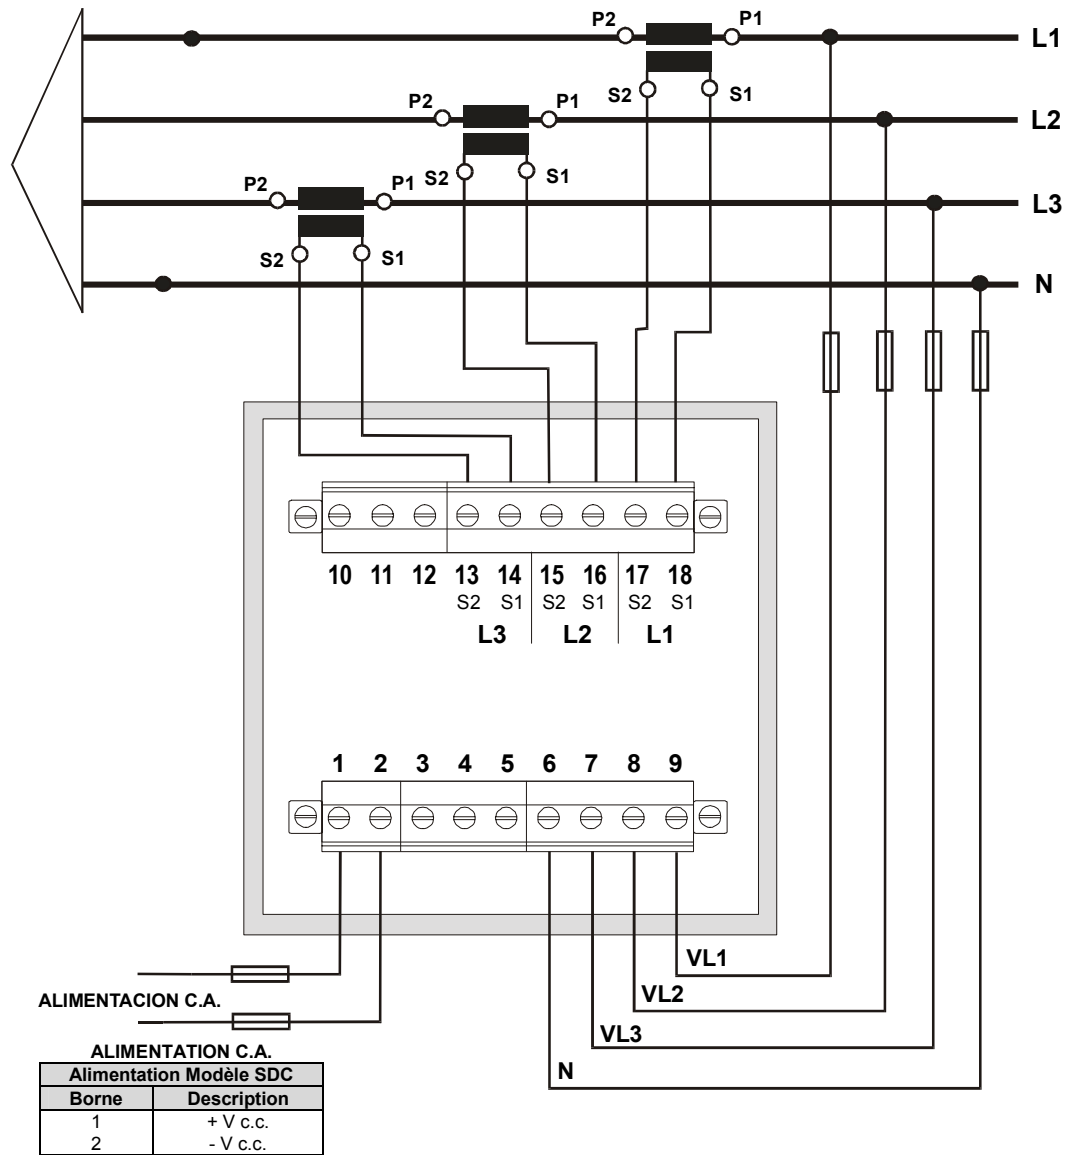 P2 P1 L1
S2 S1
P2 P1 L2
S2 S1
P2 P1 L3
S2 S1
N
10 11 12 13 14 15 16 17 18
S2 S1 S2 S1 S2 S1
L3 L2 L1
1 2 3 4 5 6 7 8 9
VL1
VL2
VL3
N
ALIMENTACION C.A.
ALIMENTATION C.A.
Alimentation Modèle SDC
Borne Description
1 + V c.c.
2 - V c.c.